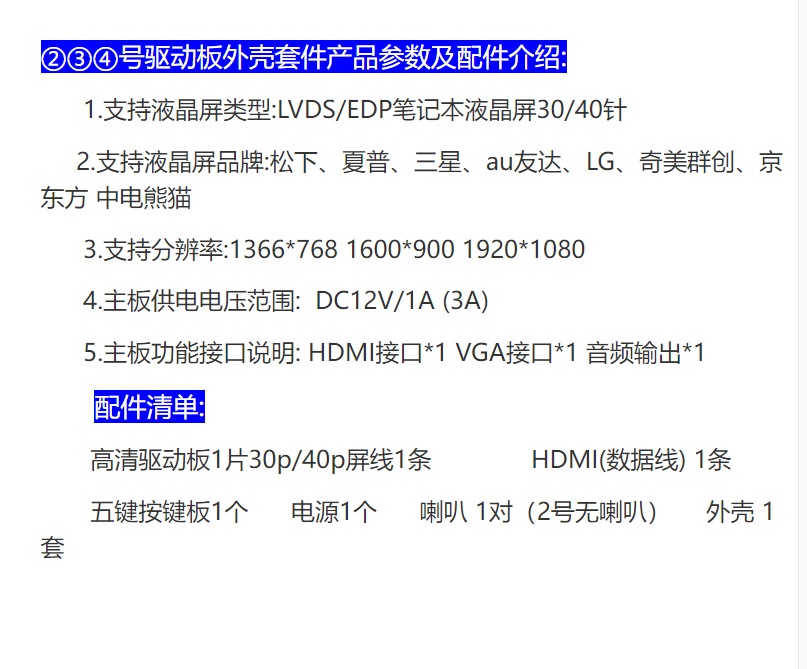 ②③④号驱动板外壳套件产品参数及配件介绍:
1.支持液晶屏类型:LVDS/EDP笔记本液晶屏30/40针
2.支持液晶屏品牌:松下、夏普、三星、au友达、LG、奇美群创、京
东方 中电熊猫
3.支持分辨率:1366*768 1600*900 1920*1080
4.主板供电电压范围: DC12V/1A (3A)
5.主板功能接口说明: HDMI接口*1 VGA接口*1 音频输出*1
配件清单:
高清驱动板1片30p/40p屏线1条 HDMI(数据线) 1条
五键按键板1个 电源1个 喇叭 1对（2号无喇叭） 外壳 1
套